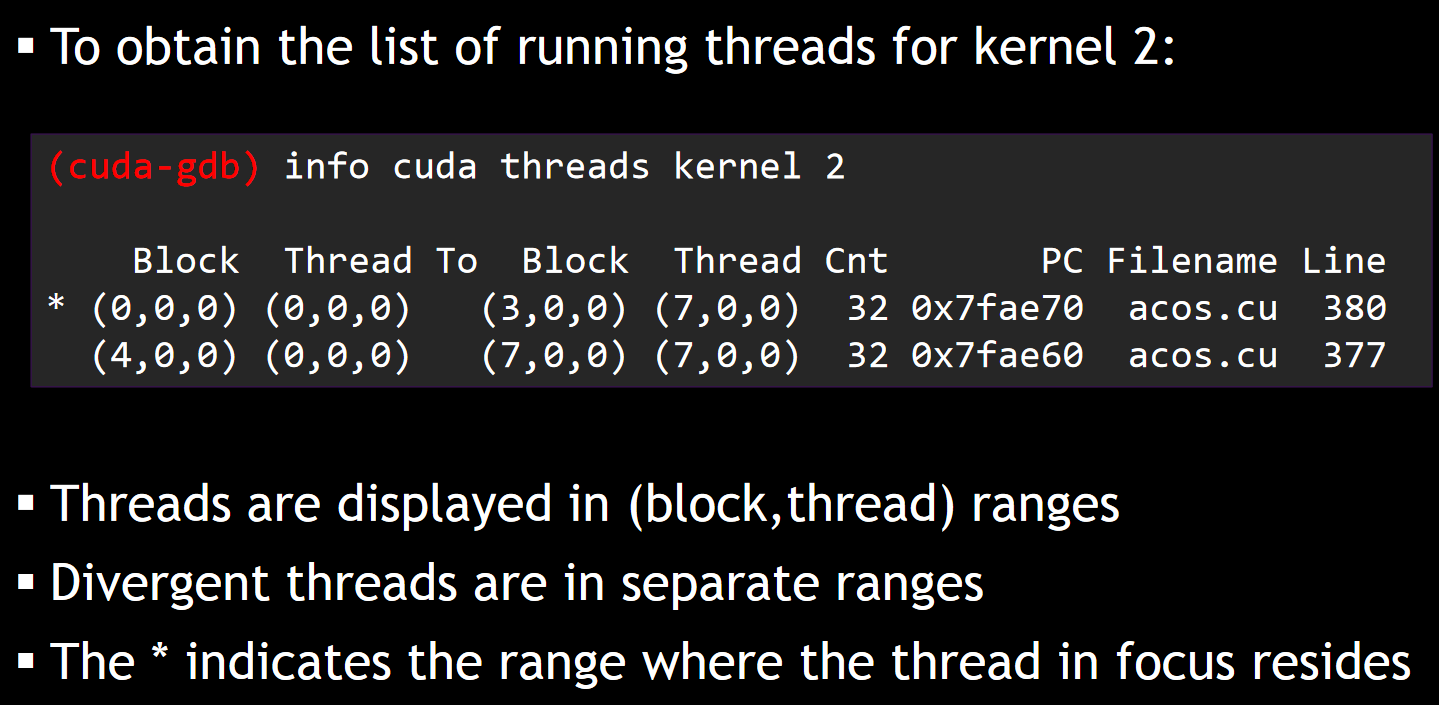 ▪ To obtain the list of running threads for kernel 2:
(cuda-gdb) info cuda threads kernel 2
Block Thread To Block Thread Cnt PC Filename Line
* (0,0,0) (0,0,0) (3,0,0) (7,0,0) 32 0x7fae70 acos.cu 380
(4,0,0) (0,0,0) (7,0,0) (7,0,0) 32 0x7fae60 acos.cu 377
▪ Threads are displayed in (block,thread) ranges
▪ Divergent threads are in separate ranges
▪ The * indicates the range where the thread in focus resides